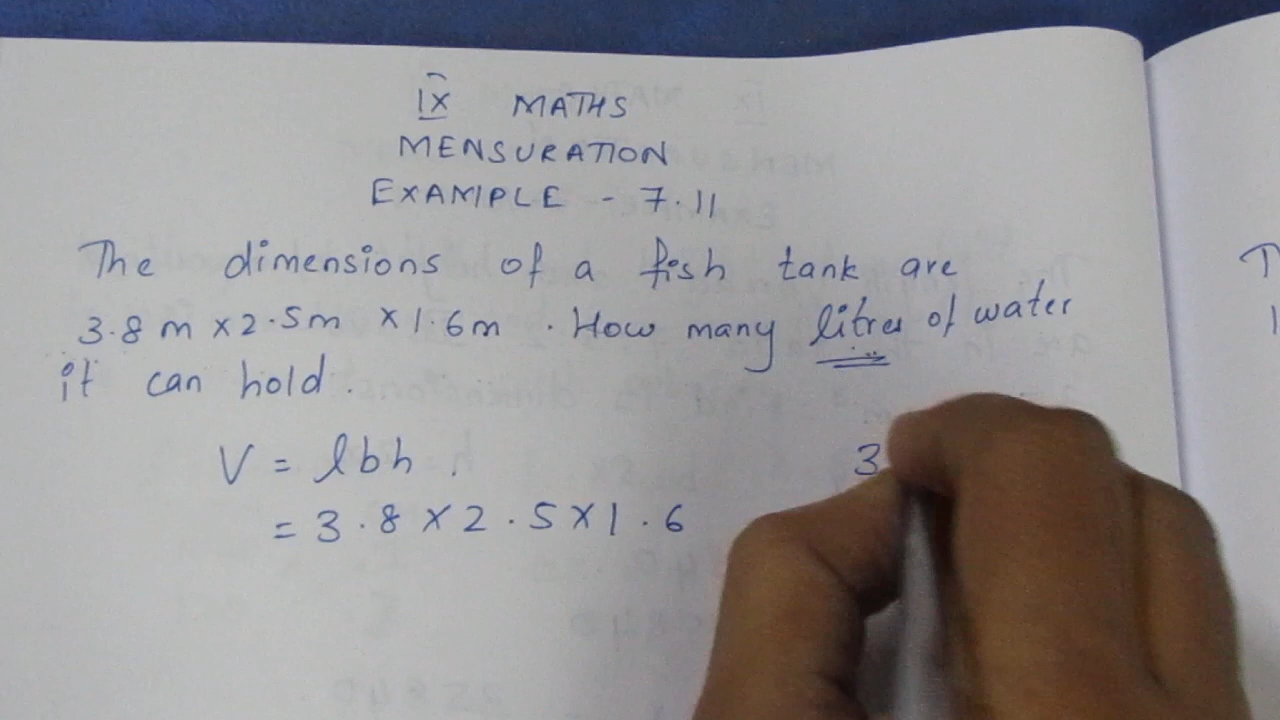 IX MATHS
MENSURATION
EXAMPLE - 7.11
The dimensions of a fish tank are
3.8 m x 2.5m x 1.6m . How many litres of water
it can hold.
V = lbh .
= 3.8 x 2.5 x 1.6
3
T
1